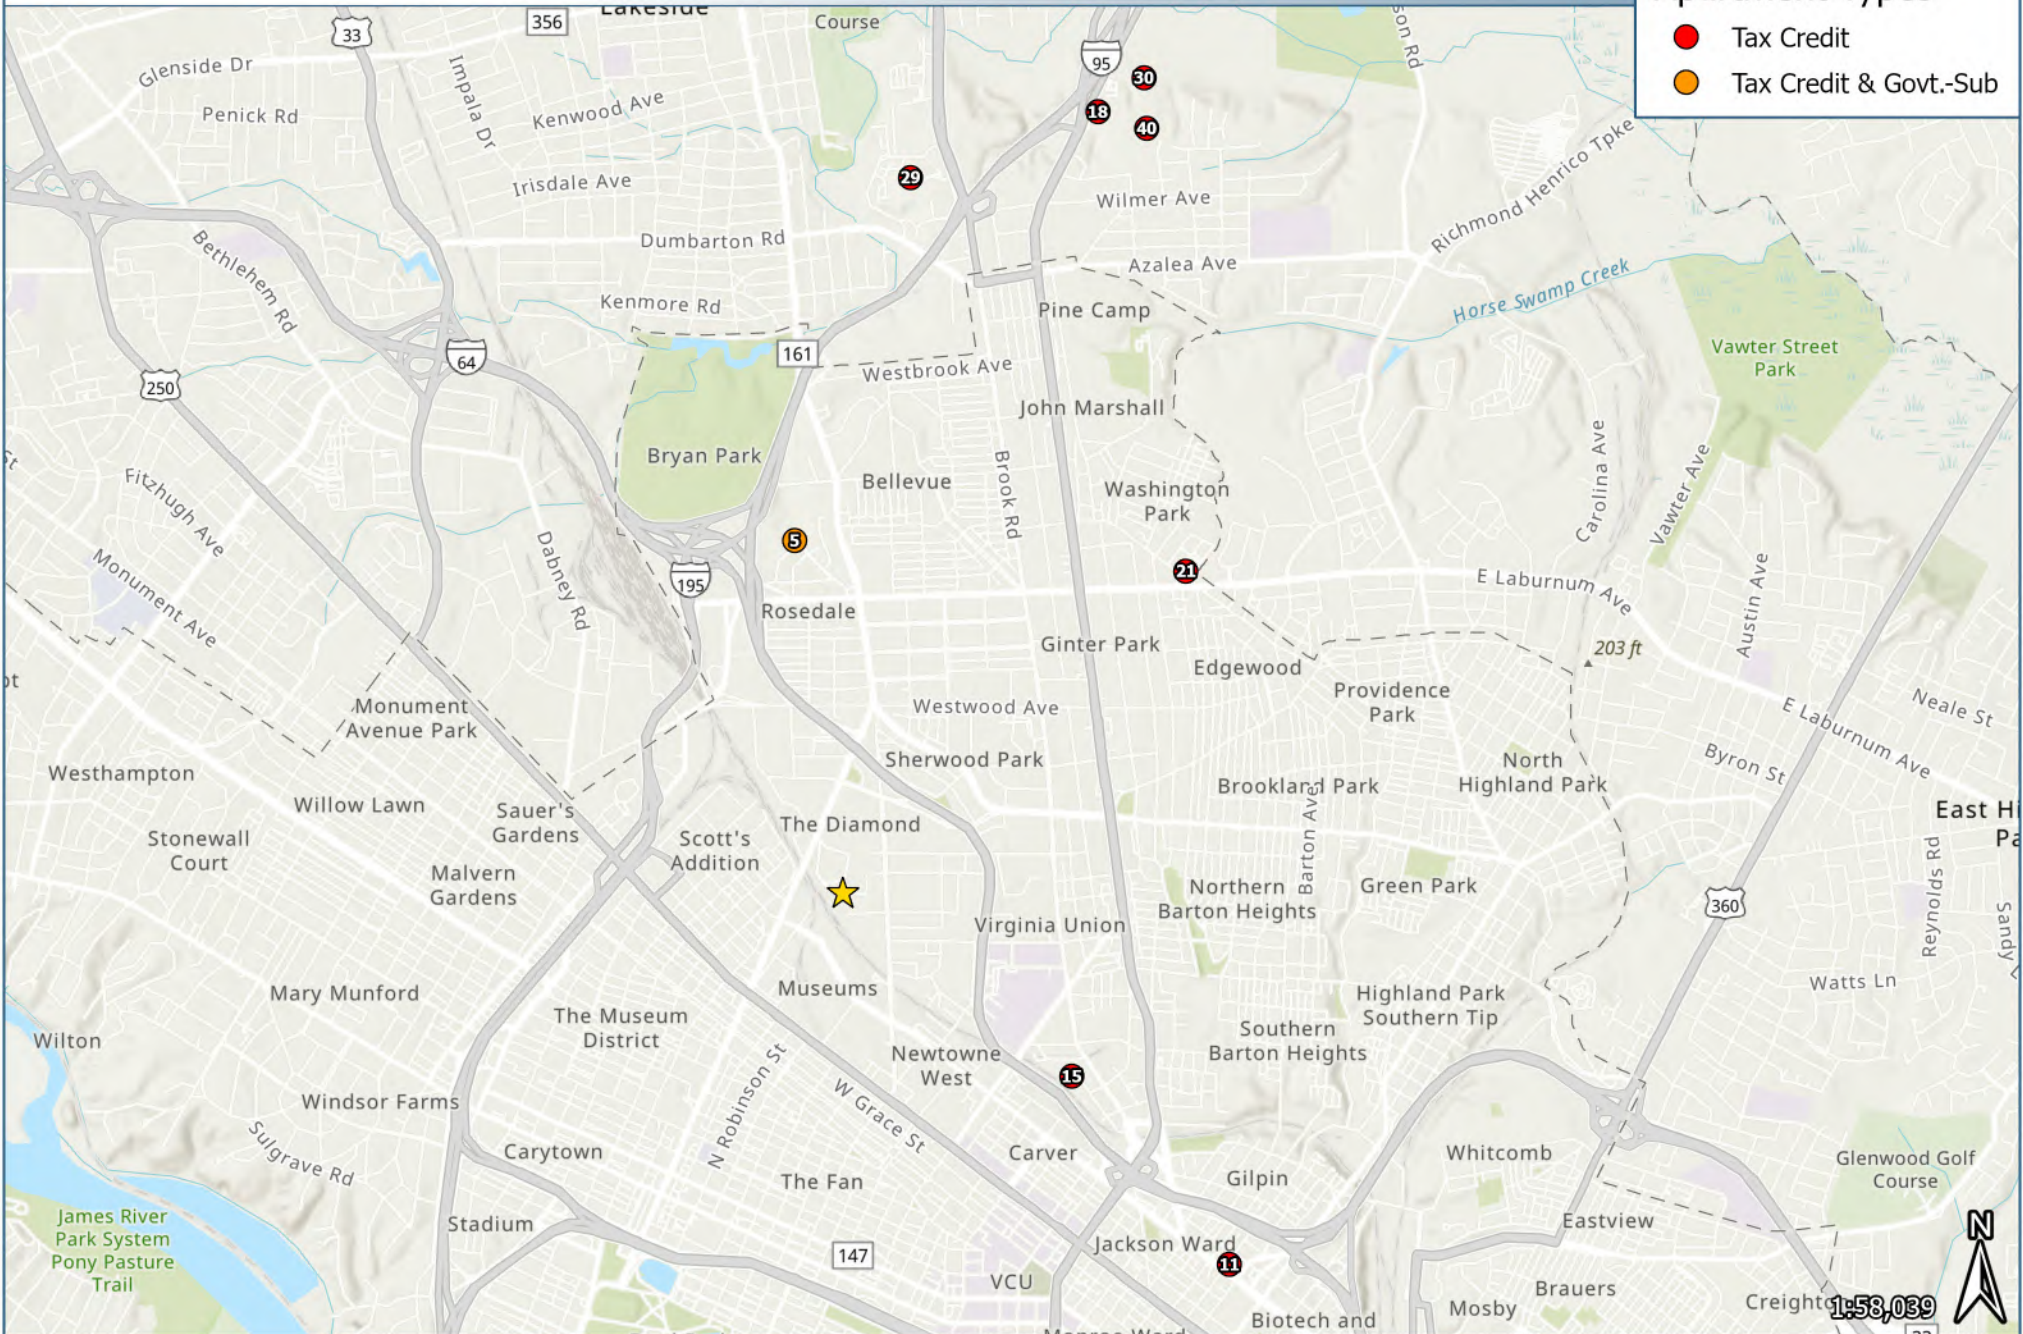 Lakeside
Course
356
33
95
Tax Credit
Tax Credit & Govt.-Sub
Glenside Dr
Penick Rd
Impala Dr
Kenwood Ave
Irisdale Ave
30
18
40
29
Wilmer Ave
Richmond Henrico Tpke
Bethlehem Rd
Dumbarton Rd
Azalea Ave
Horse Swamp Creek
Kenmore Rd
Pine Camp
161
64
250
Westbrook Ave
Vawter Street
Park
John Marshall
Bryan Park
Bellevue
Brook Rd
Washington
Park
Carolina Ave
Vawter Ave
Fitzhugh Ave
Monument Ave
Dabney Rd
5
21
195
E Laburnum Ave
Austin Ave
Rosedale
Ginter Park
Edgewood
203 ft
Providence
Park
Monument
Avenue Park
Westwood Ave
Neale St
E Laburnum Ave
Sherwood Park
Byron St
Westhampton
Willow Lawn
Sauer's
Gardens
Brookland Park
North
Highland Park
The Diamond
Scott's
Addition
Stonewall
Court
Malvern
Gardens
Barton Ave
Northern
Barton Heights
Green Park
Virginia Union
360
Reynolds Rd
Watts Ln
Mary Munford
Museums
Highland Park
Southern Tip
The Museum
District
Southern
Barton Heights
Wilton
Newtowne
West
15
Windsor Farms
N Robinson St
W Grace St
Sulgrave Rd
Carytown
Carver
Whitcomb
Glenwood Golf
Course
The Fan
Gilpin
James River
Park System
Pony Pasture
Trail
Stadium
Eastview
147
Jackson Ward
11
VCU
Brauers
Mosby
Biotech and
N
1:58,039